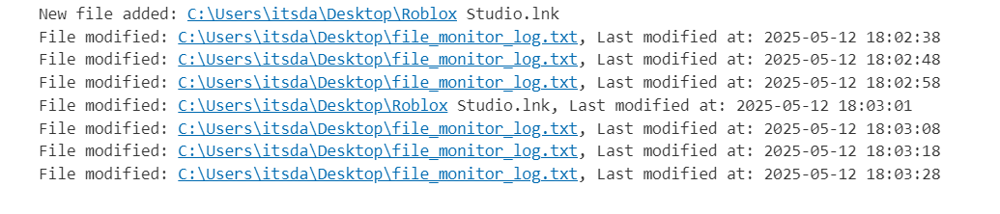 New file added: C:\Users\itsda\Desktop\Roblox Studio.lnk
File modified: C:\Users\itsda\Desktop\file_monitor_log.txt, Last modified at: 2025-05-12 18:02:38
File modified: C:\Users\itsda\Desktop\file_monitor_log.txt, Last modified at: 2025-05-12 18:02:48
File modified: C:\Users\itsda\Desktop\file_monitor_log.txt, Last modified at: 2025-05-12 18:02:58
File modified: C:\Users\itsda\Desktop\Roblox Studio.lnk, Last modified at: 2025-05-12 18:03:01
File modified: C:\Users\itsda\Desktop\file_monitor_log.txt, Last modified at: 2025-05-12 18:03:08
File modified: C:\Users\itsda\Desktop\file_monitor_log.txt, Last modified at: 2025-05-12 18:03:18
File modified: C:\Users\itsda\Desktop\file_monitor_log.txt, Last modified at: 2025-05-12 18:03:28